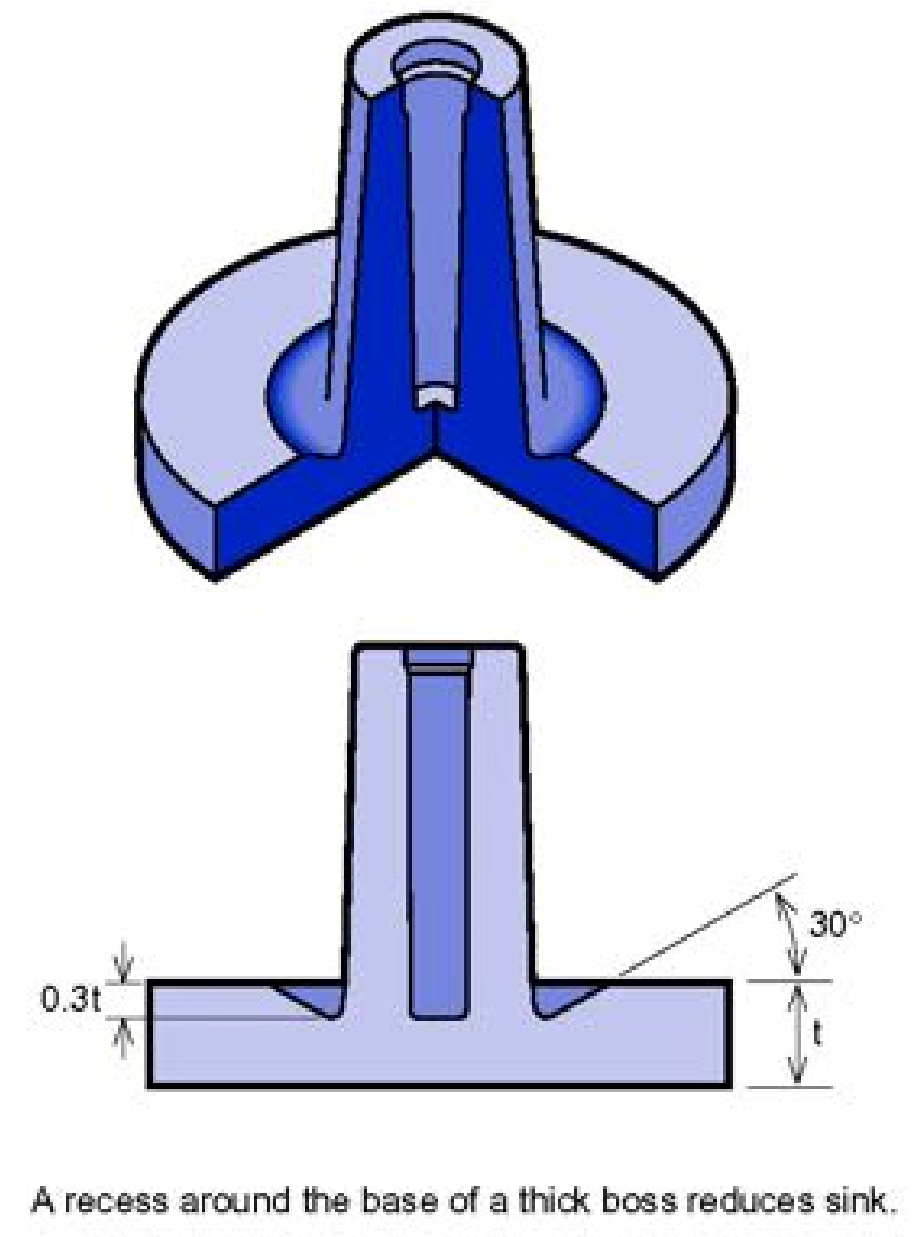 30°
0.3t
t
A recess around the base of a thick boss reduces sink.